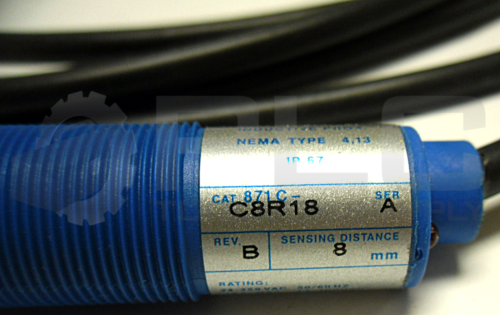 NEMA TYPE 4,13
IP 67
CAT 871C-
C8R18
SER
A
REV
B
SENSING DISTANCE
8 mm
RATING: